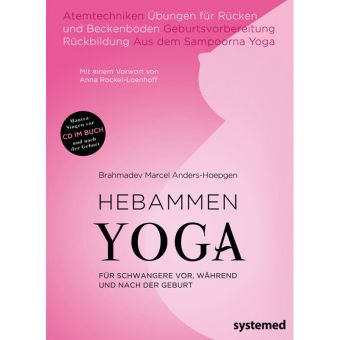 Atemtechniken Übungen für Rücken
und Beckenboden Geburtsvorbereitung
Rückbildung Aus dem Sampoorna Yoga
Mit einem Vorwort von
Anna Rockel-Loenhoff
Mantra-
Singen vor
CD IM BUCH
und nach
der Geburt
Brahmadev Marcel Anders-Hoepgen
HEBAMMEN
YOGA
FÜR SCHWANGERE VOR, WÄHREND
UND NACH DER GEBURT
systemed